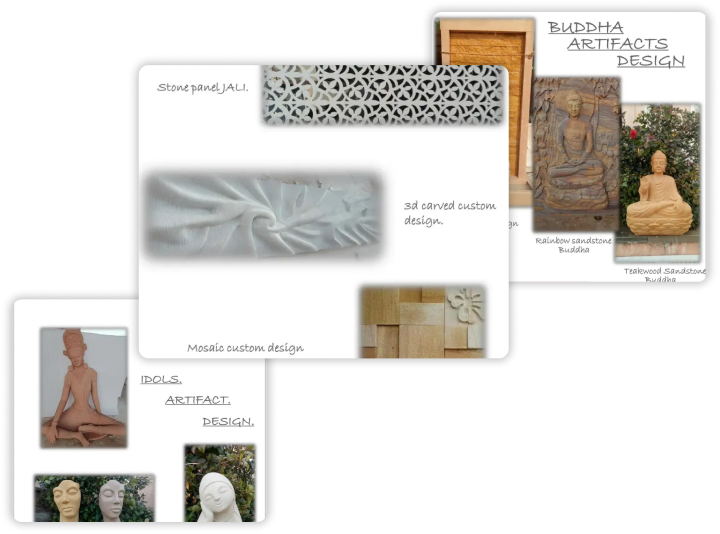 BUDDHA
ARTIFACTS
DESIGN
Stone panel JALI.
3d carved custom
design.
Rainbow sandstone
Buddha
Teakwood Sandstone
Buddha
Mosaic custom design
IDOLS.
ARTIFACT.
DESIGN.